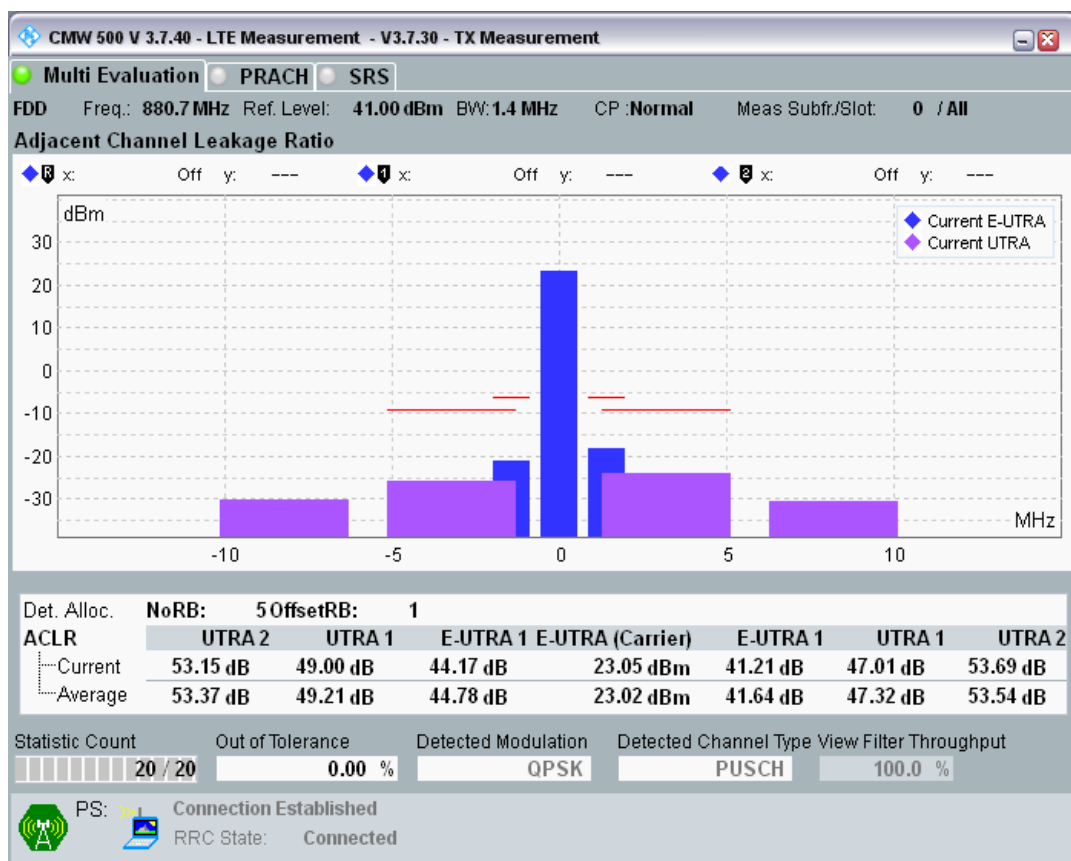 CMW 500 V 3.7.40 - LTE Measurement - V3.7.30 - TX Measurement
Multi Evaluation PRACH SRS
FDD Freq.: 880.7 MHz Ref. Level: 41.00 dBm BW: 1.4 MHz CP :Normal Meas Subfr./Slot: 0 / All
Adjacent Channel Leakage Ratio
R x: Off y: --- 1 x: Off y: --- 2 x: Off y: ---
dBm
Current E-UTRA
Current UTRA
30
20
10
0
-10
-20
-30
MHz
-10 -5 0 5 10
Det. Alloc. NoRB: 5 OffsetRB: 1
ACLR UTRA 2 UTRA 1 E-UTRA 1 E-UTRA (Carrier) E-UTRA 1 UTRA 1 UTRA 2
Current 53.15 dB 49.00 dB 44.17 dB 23.05 dBm 41.21 dB 47.01 dB 53.69 dB
Average 53.37 dB 49.21 dB 44.78 dB 23.02 dBm 41.64 dB 47.32 dB 53.54 dB
Statistic Count Out of Tolerance Detected Modulation Detected Channel Type View Filter Throughput
20 / 20 0.00 % QPSK PUSCH 100.0 %
PS: Connection Established
RRC State: Connected